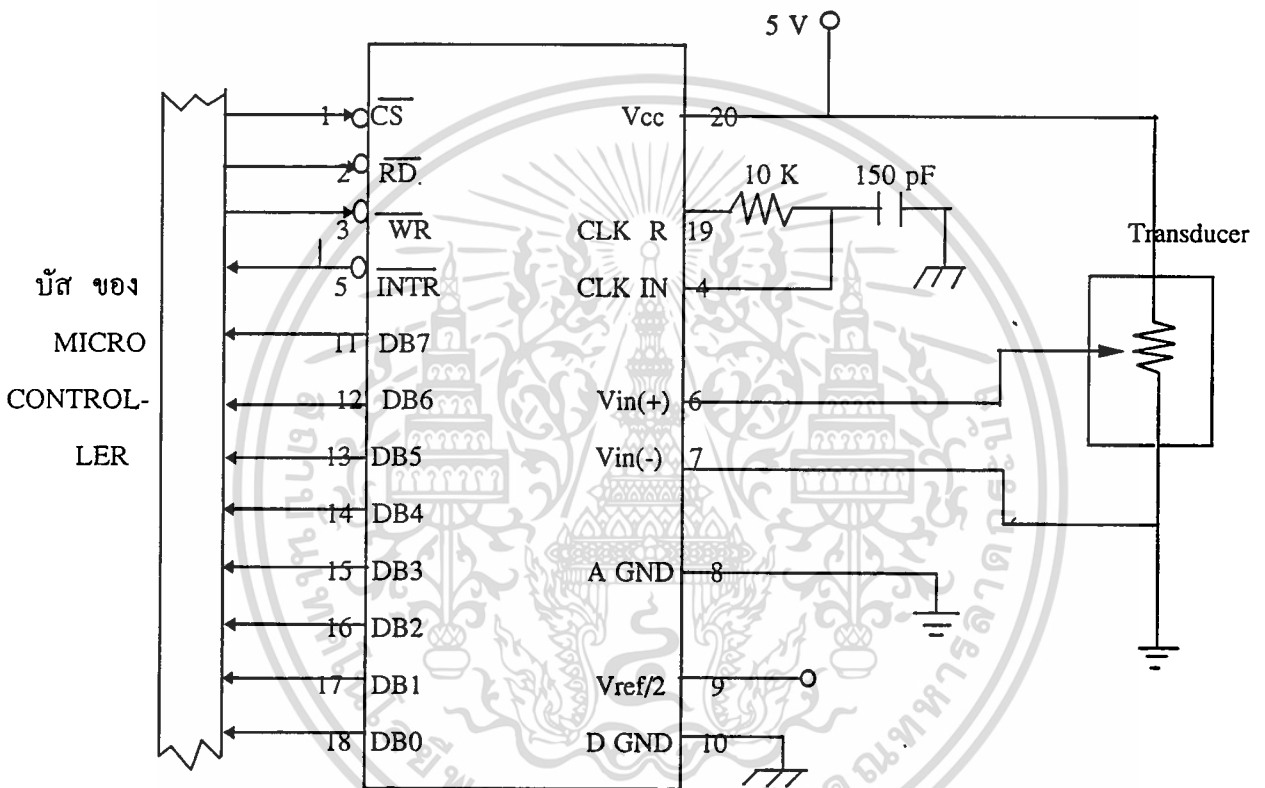 5 V
1 CS Vcc 20
2 RD.
10 K 150 pF
3 WR CLK R 19
Transducer
5 INTR CLK IN 4
บัส ของ
MICRO
CONTROL-
LER
11 DB7
12 DB6 Vin(+) 6
13 DB5 Vin(-) 7
14 DB4
15 DB3 A GND 8
16 DB2
17 DB1 Vref/2 9
18 DB0 D GND 10